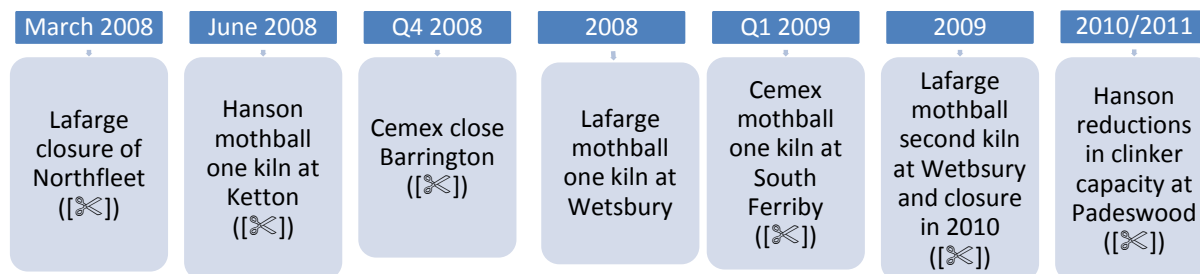 March 2008
Lafarge
closure of
Northfleet
([✂])
June 2008
Hanson
mothball
one kiln at
Ketton
([✂])
Q4 2008
Cemex close
Barrington
([✂])
2008
Lafarge
mothball
one kiln at
Wetsbury
Q1 2009
Cemex
mothball
one kiln at
South
Ferriby
([✂])
2009
Lafarge
mothball
second kiln
at Wetbsury
and closure
in 2010
([✂])
2010/2011
Hanson
reductions
in clinker
capacity at
Padeswood
([✂])